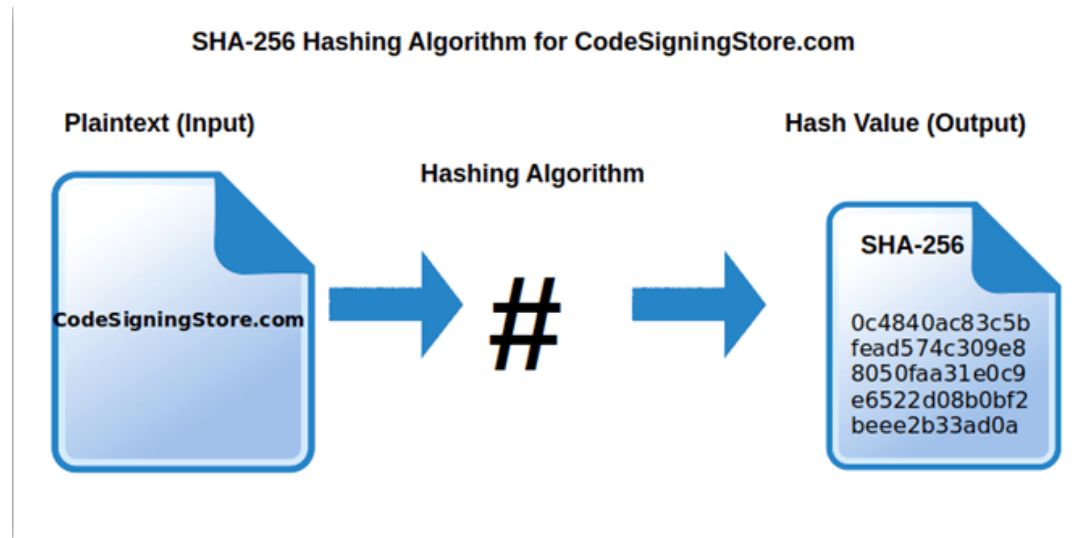 SHA-256 Hashing Algorithm for CodeSigningStore.com
Plaintext (Input)
Hash Value (Output)
Hashing Algorithm
SHA-256
CodeSigningStore.com
#
0c4840ac83c5b
fead574c309e8
8050faa31e0c9
e6522d08b0bf2
beee2b33ad0a